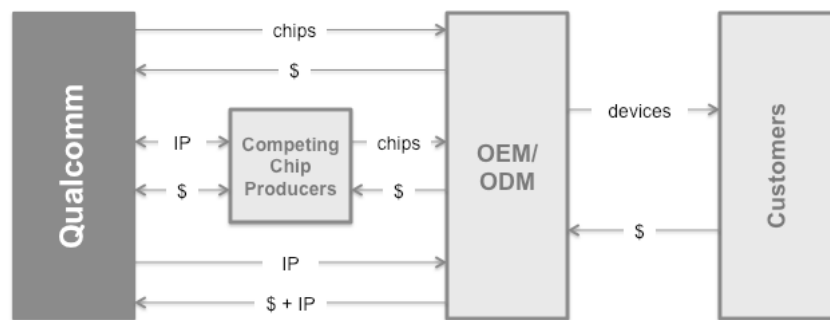 Qualcomm
chips
$
IP
$
Competing
Chip
Producers
chips
$
IP
$ + IP
OEM/
ODM
devices
$
Customers